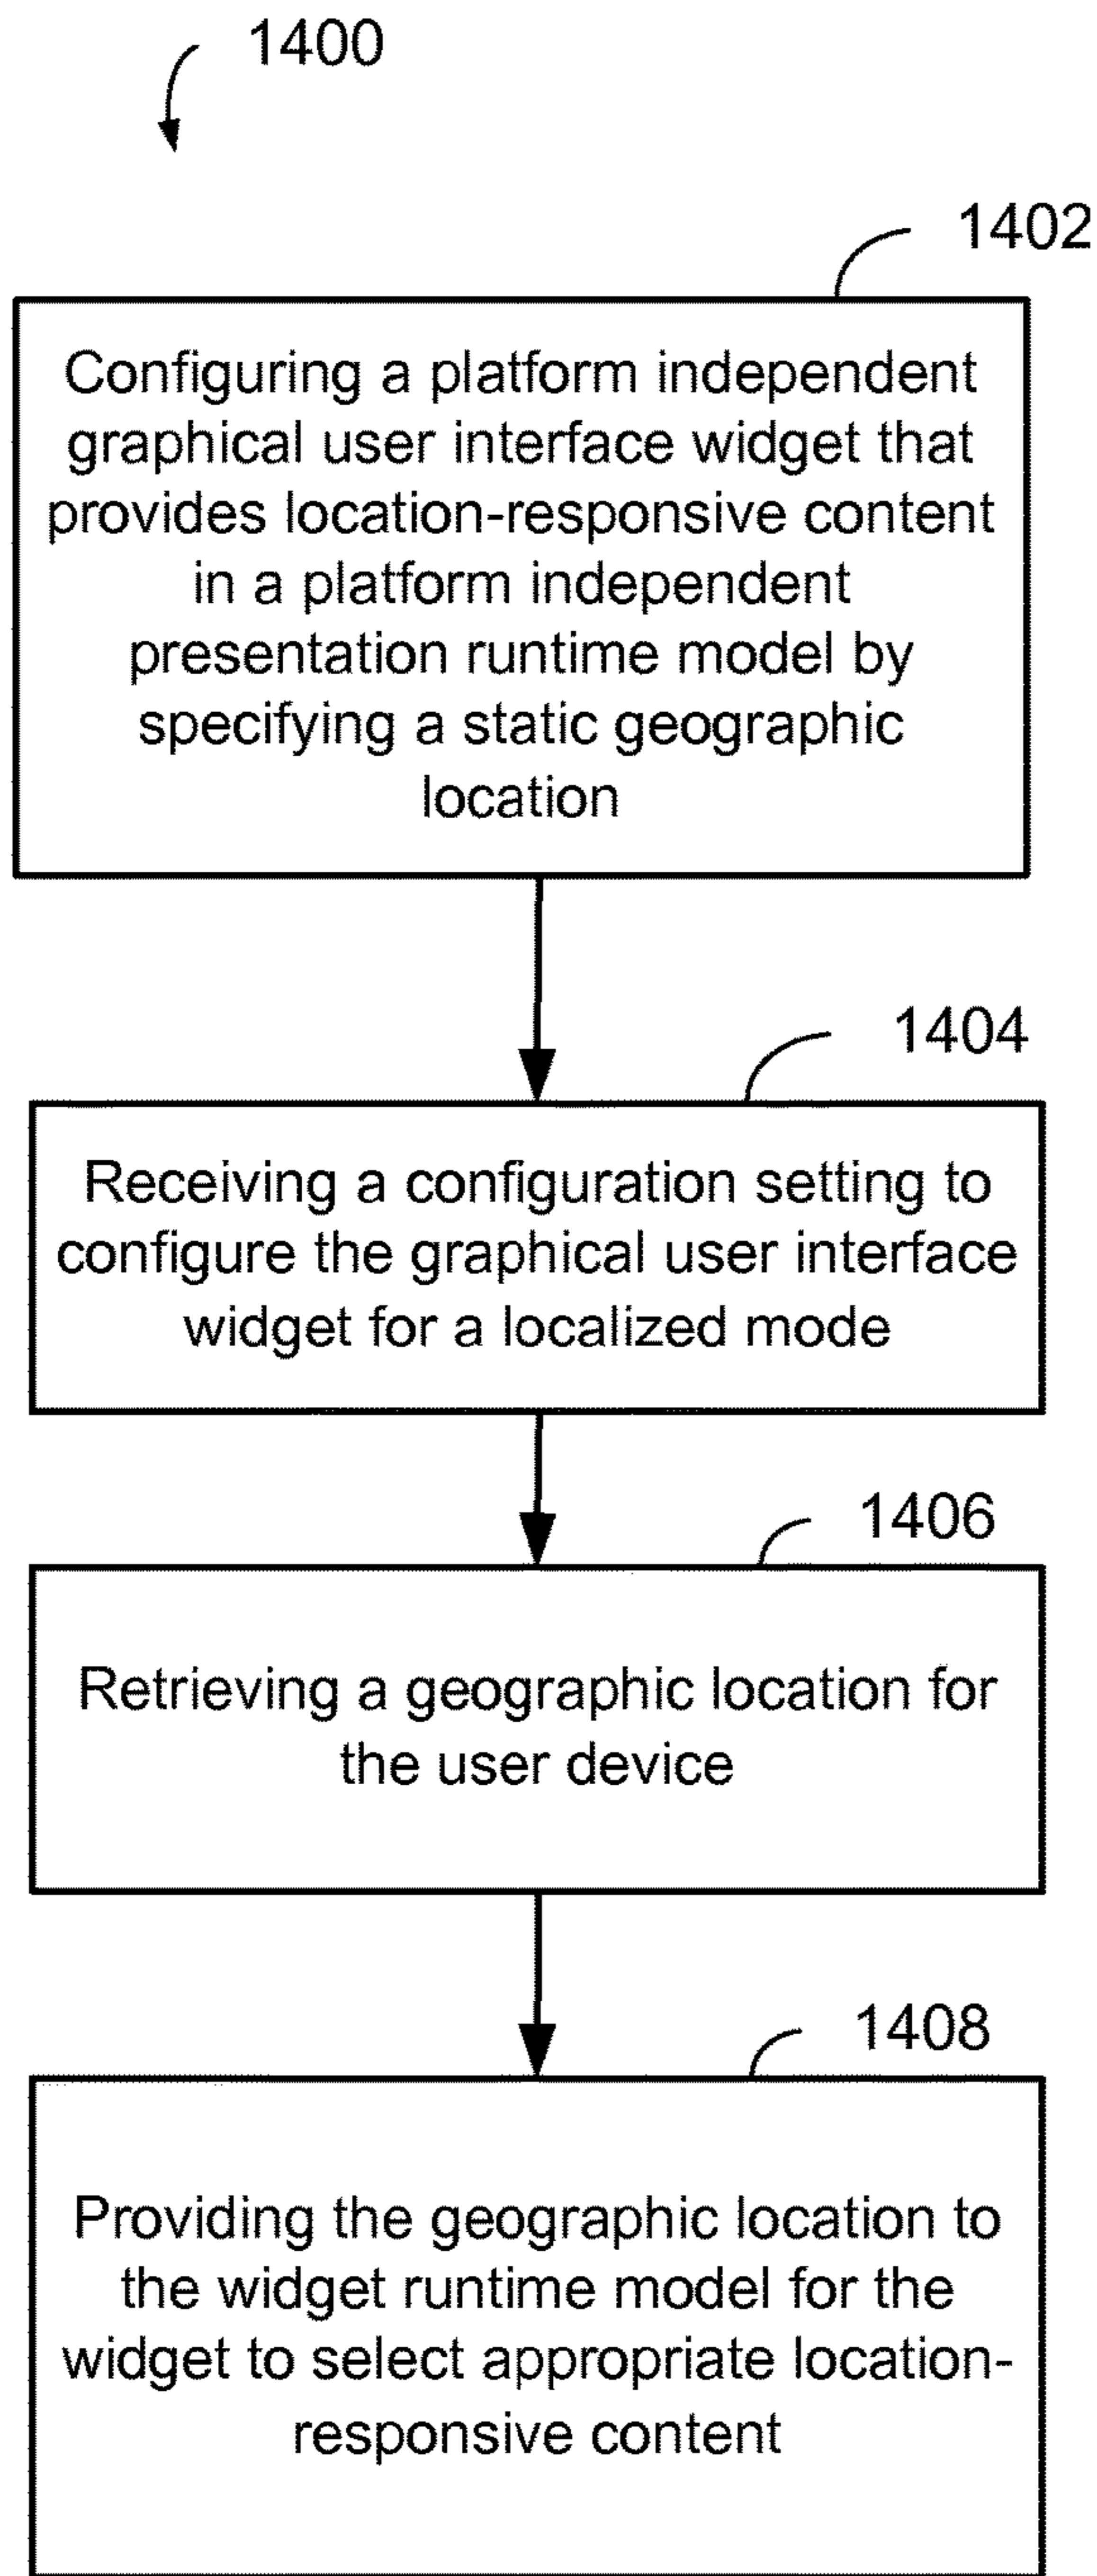 1400
1402
Configuring a platform independent
graphical user interface widget that
provides location-responsive content
in a platform independent
presentation runtime model by
specifying a static geographic
location
1404
Receiving a configuration setting to
configure the graphical user interface
widget for a localized mode
1406
Retrieving a geographic location for
the user device
1408
Providing the geographic location to
the widget runtime model for the
widget to select appropriate location-
responsive content